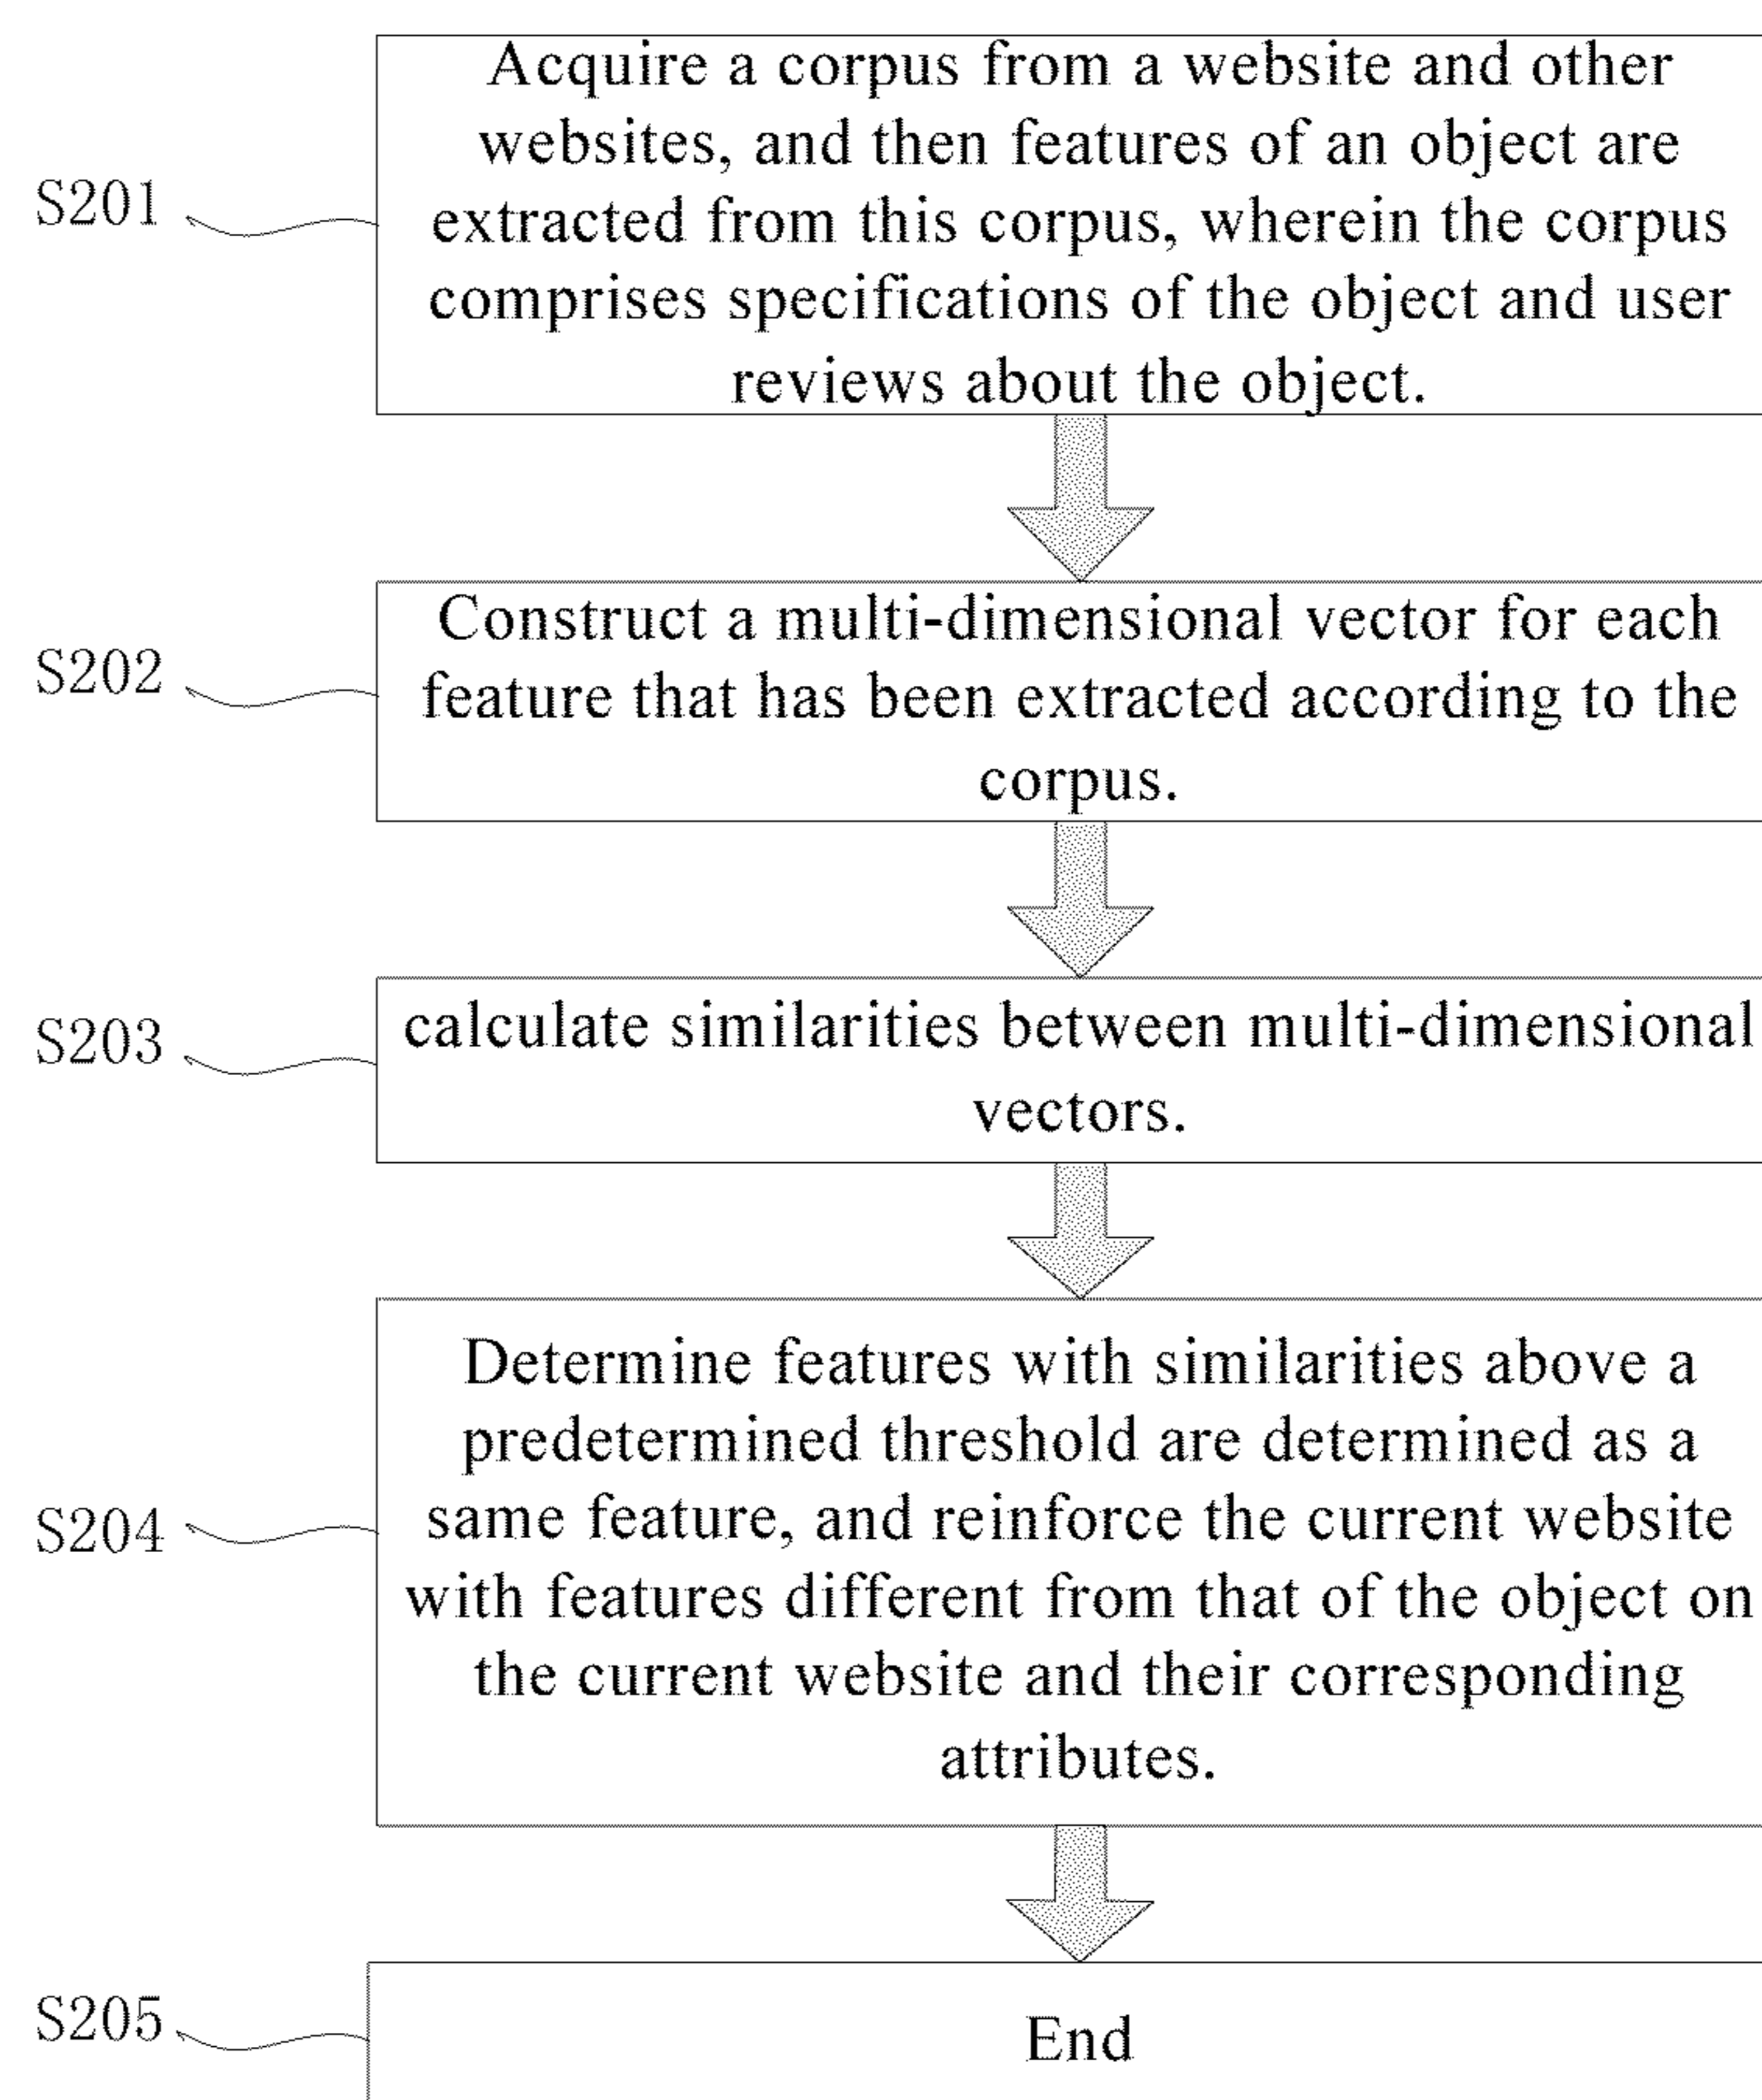 Acquire a corpus from a website and other
websites, and then features of an object are
S201
extracted from this corpus, wherein the corpus
comprises specifications of the object and user
reviews about the object.
Construct a multi-dimensional vector for each
S202
feature that has been extracted according to the
corpus.
S203
calculate similarities between multi-dimensional
vectors.
Determine features with similarities above a
predetermined threshold are determined as a
S204
same feature, and reinforce the current website
with features different from that of the object on
the current website and their corresponding
attributes.
S205
End